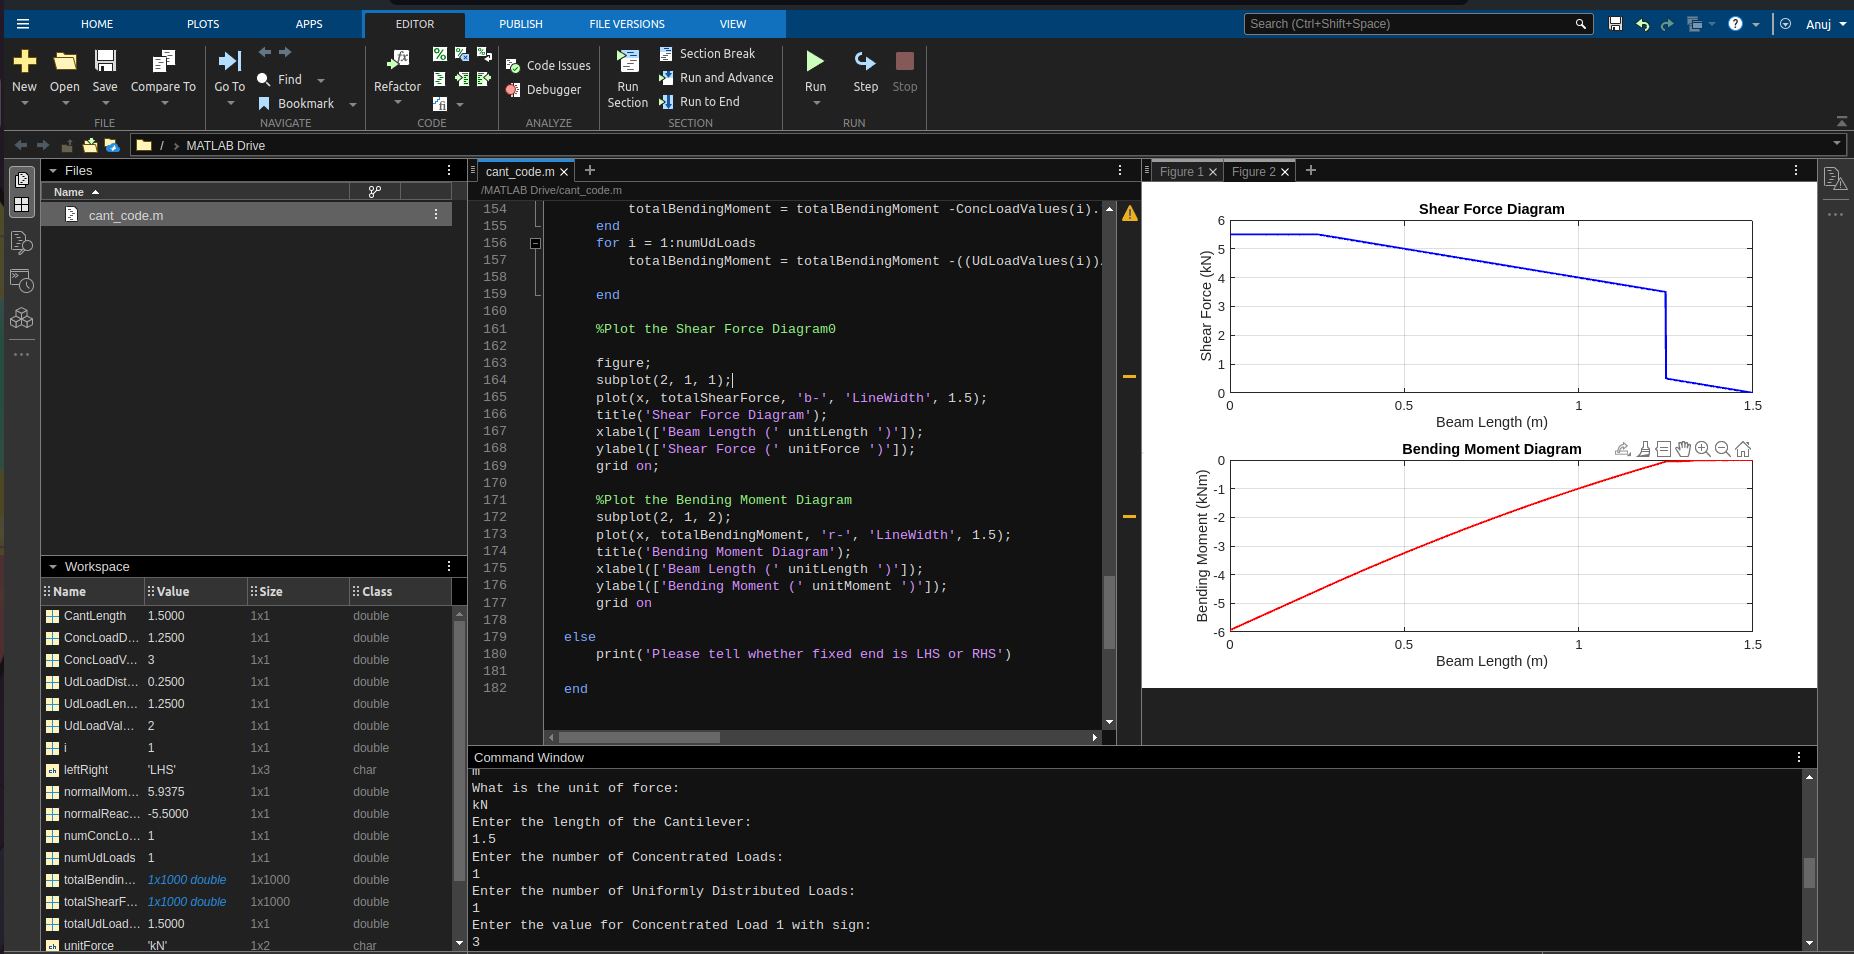 HOME PLOTS APPS EDITOR PUBLISH FILE VERSIONS VIEW Search (Ctrl+Shift+Space) Anuj
New Open Save Compare To
FILE
Go To Find Bookmark
NAVIGATE
Refactor
CODE
Code Issues
Debugger
ANALYZE
Run Section
Section Break
Run and Advance
Run to End
SECTION
Run Step Stop
RUN
/ › MATLAB Drive
Files
Name
cant_code.m
Workspace
Name Value Size Class
CantLength 1.5000 1x1 double
ConcLoadD... 1.2500 1x1 double
ConcLoadV... 3 1x1 double
UdLoadDist... 0.2500 1x1 double
UdLoadLen... 1.2500 1x1 double
UdLoadVal... 2 1x1 double
i 1 1x1 double
leftRight 'LHS' 1x3 char
normalMom... 5.9375 1x1 double
normalReac... -5.5000 1x1 double
numConcLo... 1 1x1 double
numUdLoads 1 1x1 double
totalBendin... 1x1000 double 1x1000 double
totalShearF... 1x1000 double 1x1000 double
totalUdLoad... 1.5000 1x1 double
unitForce 'kN' 1x2 char
cant_code.m
/MATLAB Drive/cant_code.m
154 totalBendingMoment = totalBendingMoment -ConcLoadValues(i).
155 end
156 for i = 1:numUdLoads
157 totalBendingMoment = totalBendingMoment -((UdLoadValues(i)).
158
159 end
160
161 %Plot the Shear Force Diagram0
162
163 figure;
164 subplot(2, 1, 1);
165 plot(x, totalShearForce, 'b-', 'LineWidth', 1.5);
166 title('Shear Force Diagram');
167 xlabel(['Beam Length (' unitLength ')']);
168 ylabel(['Shear Force (' unitForce ')']);
169 grid on;
170
171 %Plot the Bending Moment Diagram
172 subplot(2, 1, 2);
173 plot(x, totalBendingMoment, 'r-', 'LineWidth', 1.5);
174 title('Bending Moment Diagram');
175 xlabel(['Beam Length (' unitLength ')']);
176 ylabel(['Bending Moment (' unitMoment ')']);
177 grid on
178
179 else
180 print('Please tell whether fixed end is LHS or RHS')
181
182 end
Figure 1 Figure 2
Shear Force Diagram
Shear Force (kN)
6
5
4
3
2
1
0
0 0.5 1 1.5
Beam Length (m)
Bending Moment Diagram
Bending Moment (kNm)
0
-1
-2
-3
-4
-5
-6
0 0.5 1 1.5
Beam Length (m)
Command Window
m
What is the unit of force:
kN
Enter the length of the Cantilever:
1.5
Enter the number of Concentrated Loads:
1
Enter the number of Uniformly Distributed Loads:
1
Enter the value for Concentrated Load 1 with sign:
3